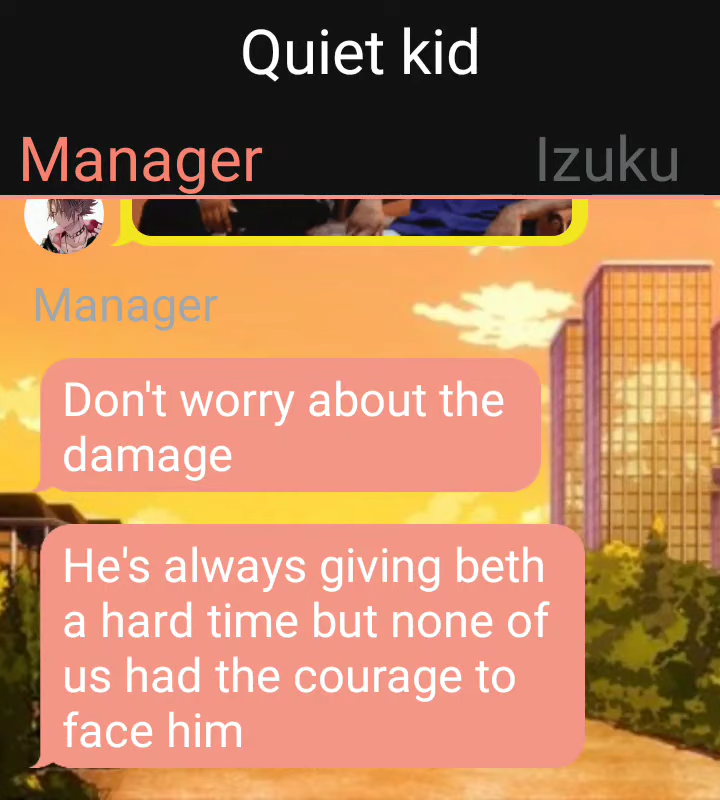 Quiet kid
Manager
Izuku
Manager
Don't worry about the
damage
He's always giving beth
a hard time but none of
us had the courage to
face him